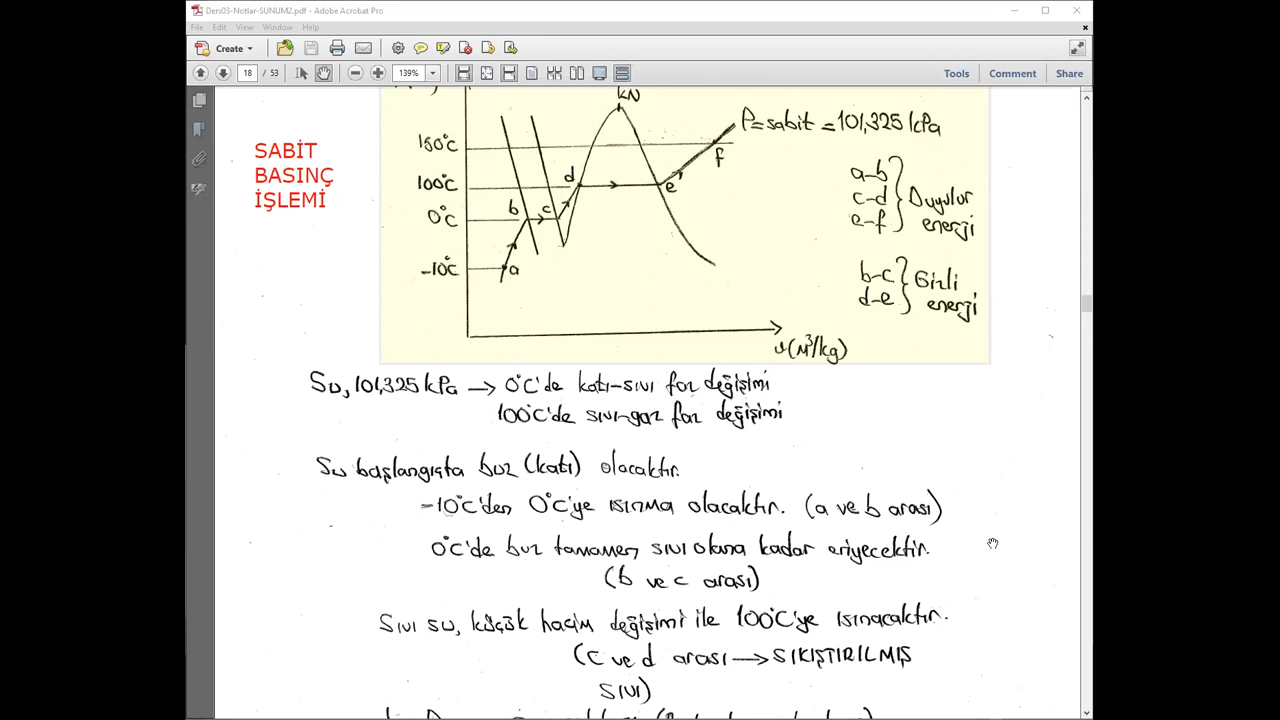 Ders03-Notlar-SUNUM2.pdf - Adobe Acrobat Pro
File Edit View Window Help
Create
18 / 53 139% Tools Comment Share
SABİT
BASINÇ
İŞLEMİ
KN
P=sabit = 101,325 kPa
150°C
f
a-b
c-d
e-f
Duyulur
energi
100°C
d
e
b
c
0°C
-10°C
a
b-c
d-e
Gizli
energi
v(m³/kg)
Su, 101,325 kPa → 0°C'de katı-sıvı faz değişimi
100°C'de sıvı-gaz faz değişimi
Su başlangıçta buz (katı) olacaktır.
-10°C'den 0°C'ye ısınma olacaktır. (a ve b arası)
0°C'de buz tamamen sıvı olana kadar eriyecektir.
(b ve c arası)
Sıvı su, küçük hacim değişimi ile 100°C'ye ısınacaktır.
(c ve d arası → SIKIŞTIRILMIŞ
SIVI)